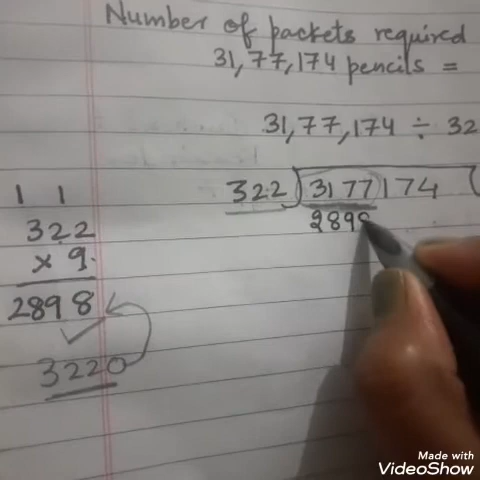 Number of packets required
31,77,174 pencils =
31,77,174 ÷ 32
322 ) 3177174 (
2898
1 1
322
× 9
2898
3220
Made with
VideoShow